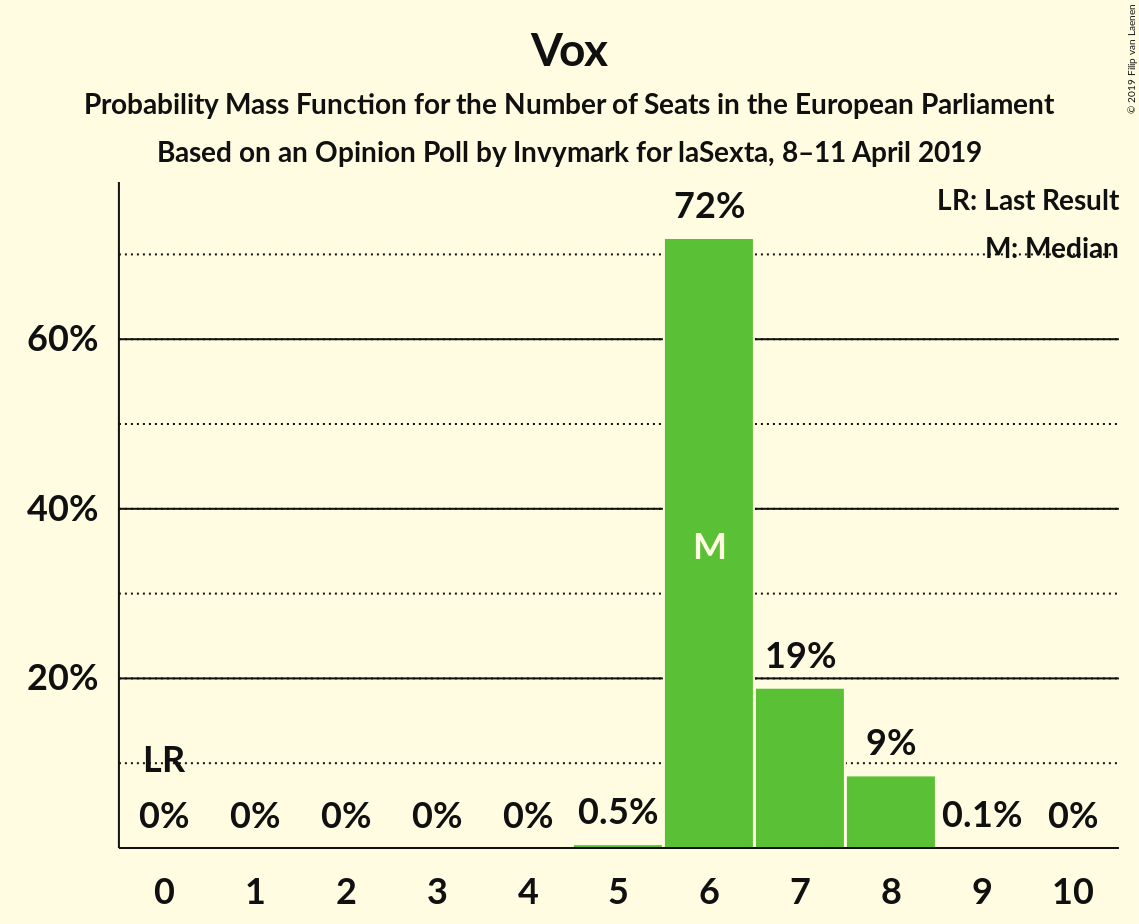 Vox
Probability Mass Function for the Number of Seats in the European Parliament
Based on an Opinion Poll by Invymark for laSexta, 8–11 April 2019
© 2019 Filip van Laenen
LR: Last Result
M: Median
72%
60%
40%
M
20%
19%
9%
LR
0% 0% 0% 0% 0% 0.5% 0.1% 0%
0 1 2 3 4 5 6 7 8 9 10